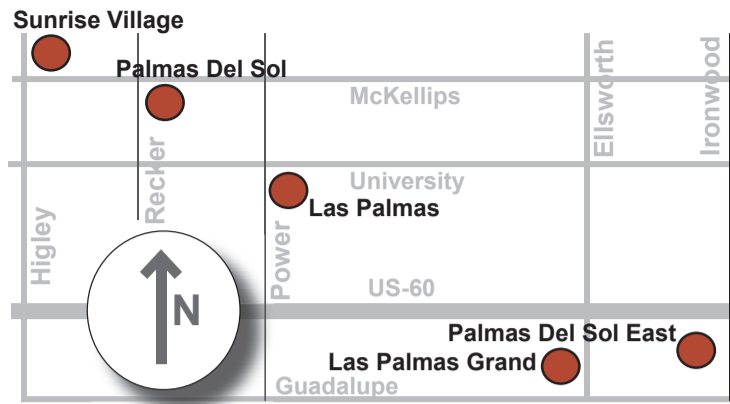 Sunrise Village
Palmas Del Sol
McKellips
Ellsworth
Ironwood
Recker
University
Las Palmas
Higley
Power
US-60
N
Palmas Del Sol East
Las Palmas Grand
Guadalupe